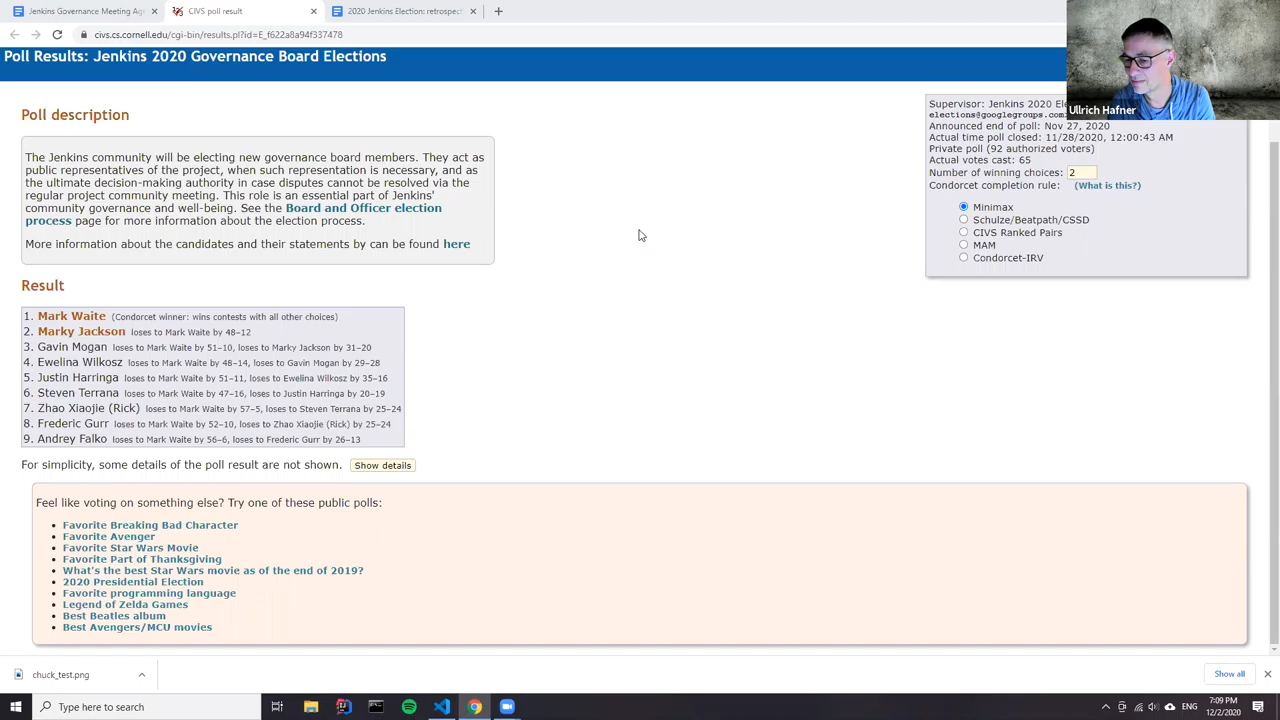 Jenkins Governance Meeting Age
CIVS poll result
2020 Jenkins Election: retrospect
civs.cs.cornell.edu/cgi-bin/results.pl?id=E_f622a8a94f337478
Poll Results: Jenkins 2020 Governance Board Elections
Ullrich Hafner
Poll description
The Jenkins community will be electing new governance board members. They act as
public representatives of the project, when such representation is necessary, and as
the ultimate decision-making authority in case disputes cannot be resolved via the
regular project community meeting. This role is an essential part of Jenkins'
community governance and well-being. See the Board and Officer election
process page for more information about the election process.
More information about the candidates and their statements by can be found here
Supervisor: Jenkins 2020 Ele
elections@googlegroups.com
Announced end of poll: Nov 27, 2020
Actual time poll closed: 11/28/2020, 12:00:43 AM
Private poll (92 authorized voters)
Actual votes cast: 65
Number of winning choices: 2
Condorcet completion rule: (What is this?)
Minimax
Schulze/Beatpath/CSSD
CIVS Ranked Pairs
MAM
Condorcet-IRV
Result
1. Mark Waite (Condorcet winner: wins contests with all other choices)
2. Marky Jackson loses to Mark Waite by 48–12
3. Gavin Mogan loses to Mark Waite by 51–10, loses to Marky Jackson by 31–20
4. Ewelina Wilkosz loses to Mark Waite by 48–14, loses to Gavin Mogan by 29–28
5. Justin Harringa loses to Mark Waite by 51–11, loses to Ewelina Wilkosz by 35–16
6. Steven Terrana loses to Mark Waite by 47–16, loses to Justin Harringa by 20–19
7. Zhao Xiaojie (Rick) loses to Mark Waite by 57–5, loses to Steven Terrana by 25–24
8. Frederic Gurr loses to Mark Waite by 52–10, loses to Zhao Xiaojie (Rick) by 25–24
9. Andrey Falko loses to Mark Waite by 56–6, loses to Frederic Gurr by 26–13
For simplicity, some details of the poll result are not shown. Show details
Feel like voting on something else? Try one of these public polls:
Favorite Breaking Bad Character
Favorite Avenger
Favorite Star Wars Movie
Favorite Part of Thanksgiving
What's the best Star Wars movie as of the end of 2019?
2020 Presidential Election
Favorite programming language
Legend of Zelda Games
Best Beatles album
Best Avengers/MCU movies
chuck_test.png
Show all
Type here to search
ENG
7:09 PM
12/2/2020